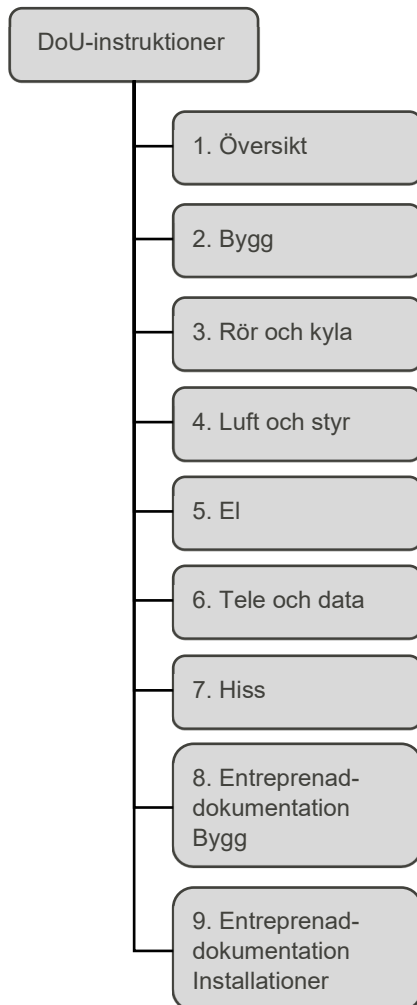 DoU-instruktioner
1. Översikt
2. Bygg
3. Rör och kyla
4. Luft och styr
5. El
6. Tele och data
7. Hiss
8. Entreprenad-
dokumentation
Bygg
9. Entreprenad-
dokumentation
Installationer